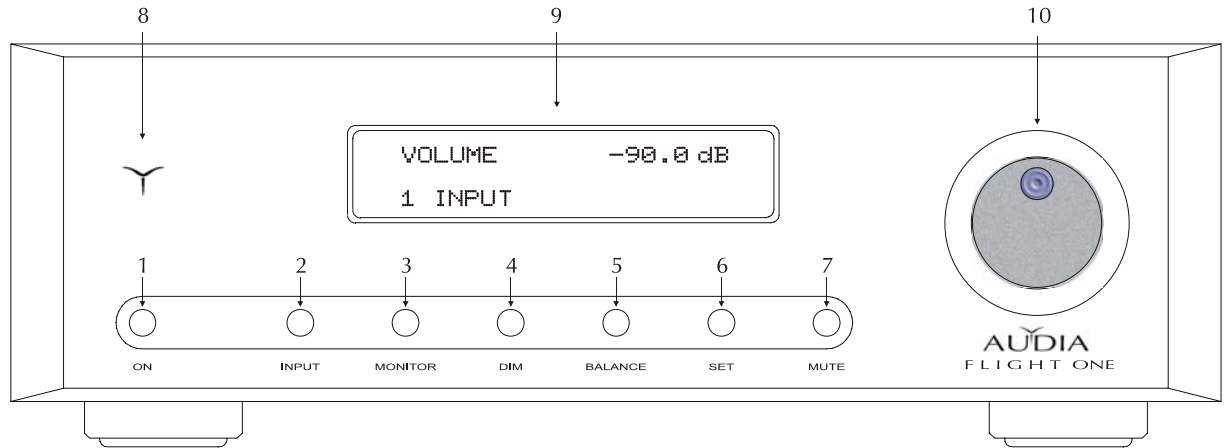 8 9 10
VOLUME -90.0 dB
1 INPUT
1 2 3 4 5 6 7
ON INPUT MONITOR DIM BALANCE SET MUTE
AUDIA
FLIGHT ONE